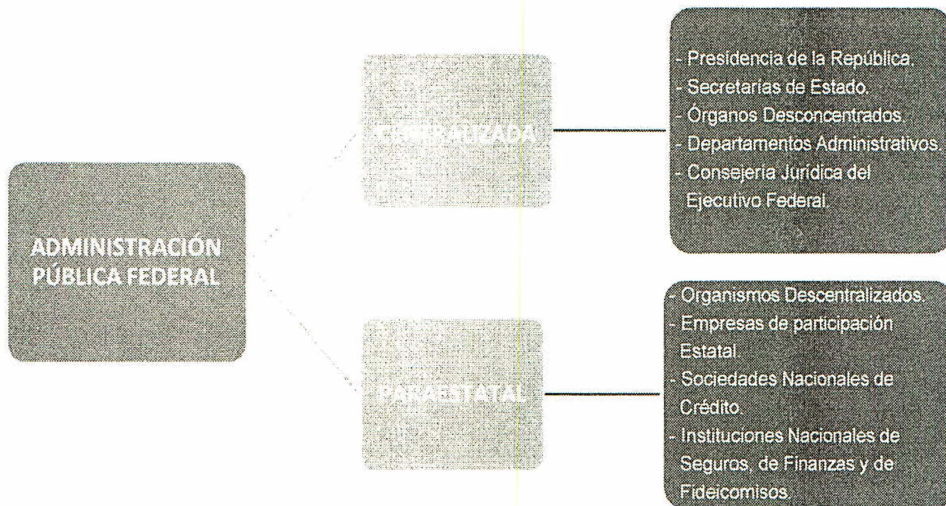 ADMINISTRACIÓN
PÚBLICA FEDERAL
CENTRALIZADA
- Presidencia de la República.
- Secretarias de Estado.
- Órganos Desconcentrados.
- Departamentos Administrativos.
- Consejería Jurídica del
Ejecutivo Federal.
PARAESTATAL
- Organismos Descentralizados.
- Empresas de participación
Estatal.
- Sociedades Nacionales de
Crédito.
- Instituciones Nacionales de
Seguros, de Finanzas y de
Fideicomisos.